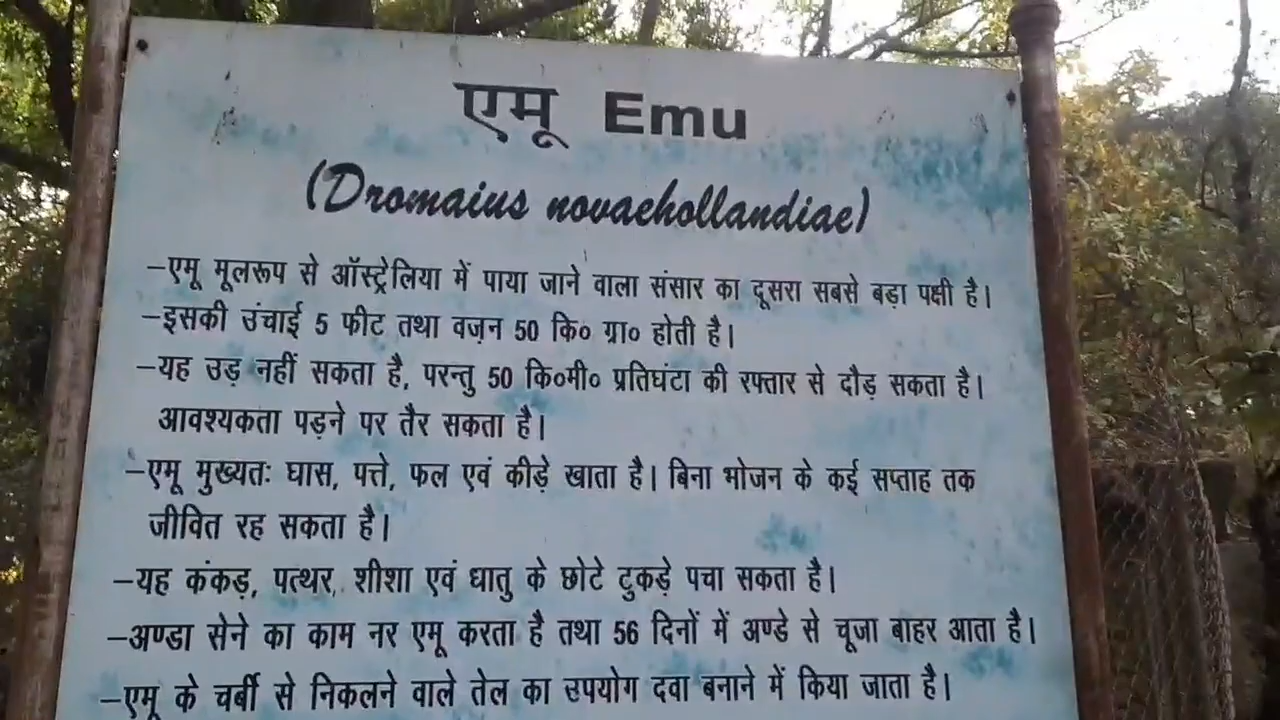 एमू Emu
(Dromaius novaehollandiae)
–एमू मूलरूप से ऑस्ट्रेलिया में पाया जाने वाला संसार का दूसरा सबसे बड़ा पक्षी है।
–इसकी उंचाई 5 फीट तथा वज़न 50 कि० ग्रा० होती है।
–यह उड़ नहीं सकता है, परन्तु 50 कि०मी० प्रतिघंटा की रफ्तार से दौड़ सकता है।
आवश्यकता पड़ने पर तैर सकता है।
–एमू मुख्यतः घास, पत्ते, फल एवं कीड़े खाता है। बिना भोजन के कई सप्ताह तक
जीवित रह सकता है।
–यह कंकड़, पत्थर, शीशा एवं धातु के छोटे टुकड़े पचा सकता है।
–अण्डा सेने का काम नर एमू करता है तथा 56 दिनों में अण्डे से चूजा बाहर आता है।
–एमू के चर्बी से निकलने वाले तेल का उपयोग दवा बनाने में किया जाता है।